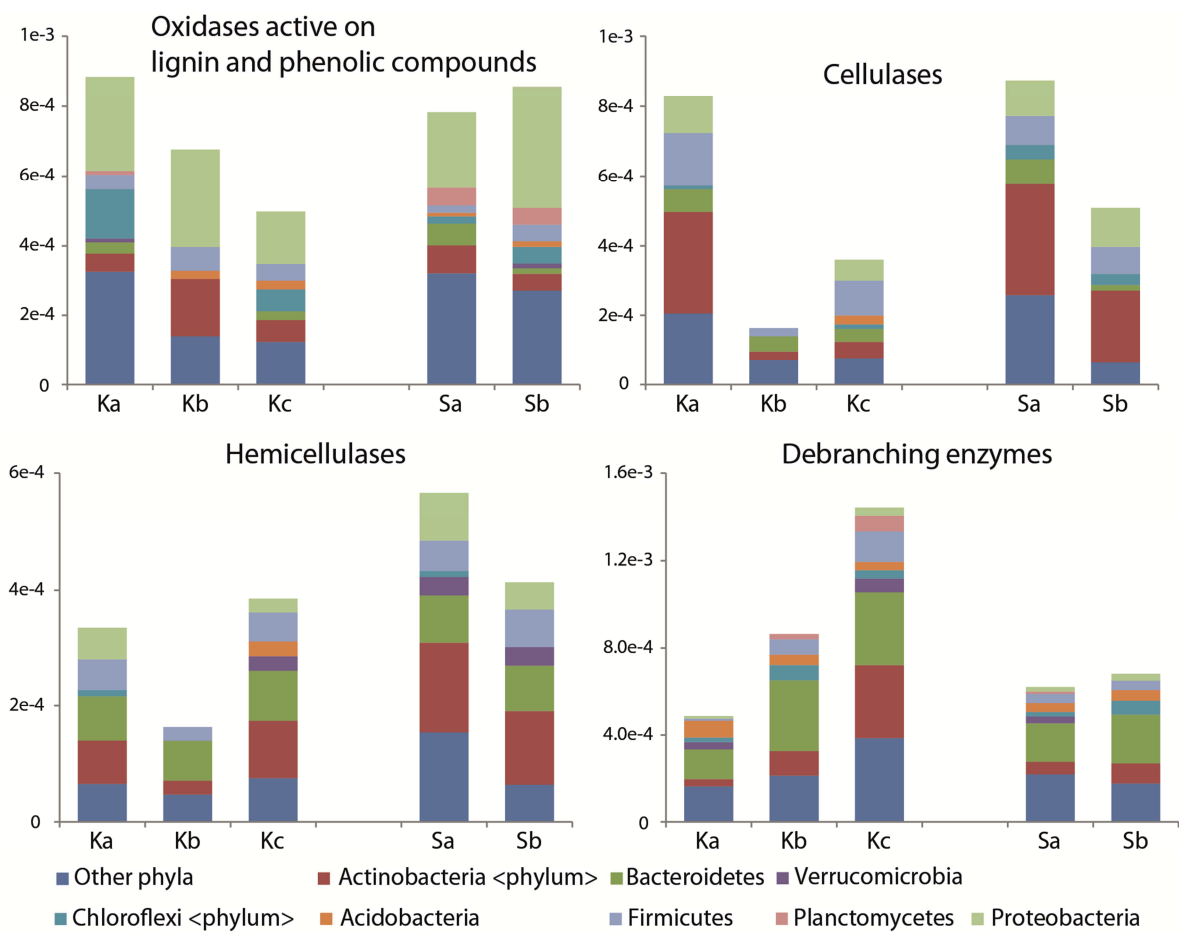 Oxidases active on
lignin and phenolic compounds
1e-3
8e-4
6e-4
4e-4
2e-4
0
Ka Kb Kc Sa Sb
Cellulases
1e-3
8e-4
6e-4
4e-4
2e-4
0
Ka Kb Kc Sa Sb
Hemicellulases
6e-4
4e-4
2e-4
0
Ka Kb Kc Sa Sb
Debranching enzymes
1.6e-3
1.2e-3
8.0e-4
4.0e-4
0
Ka Kb Kc Sa Sb
Other phyla Actinobacteria <phylum> Bacteroidetes Verrucomicrobia
Chloroflexi <phylum> Acidobacteria Firmicutes Planctomycetes Proteobacteria